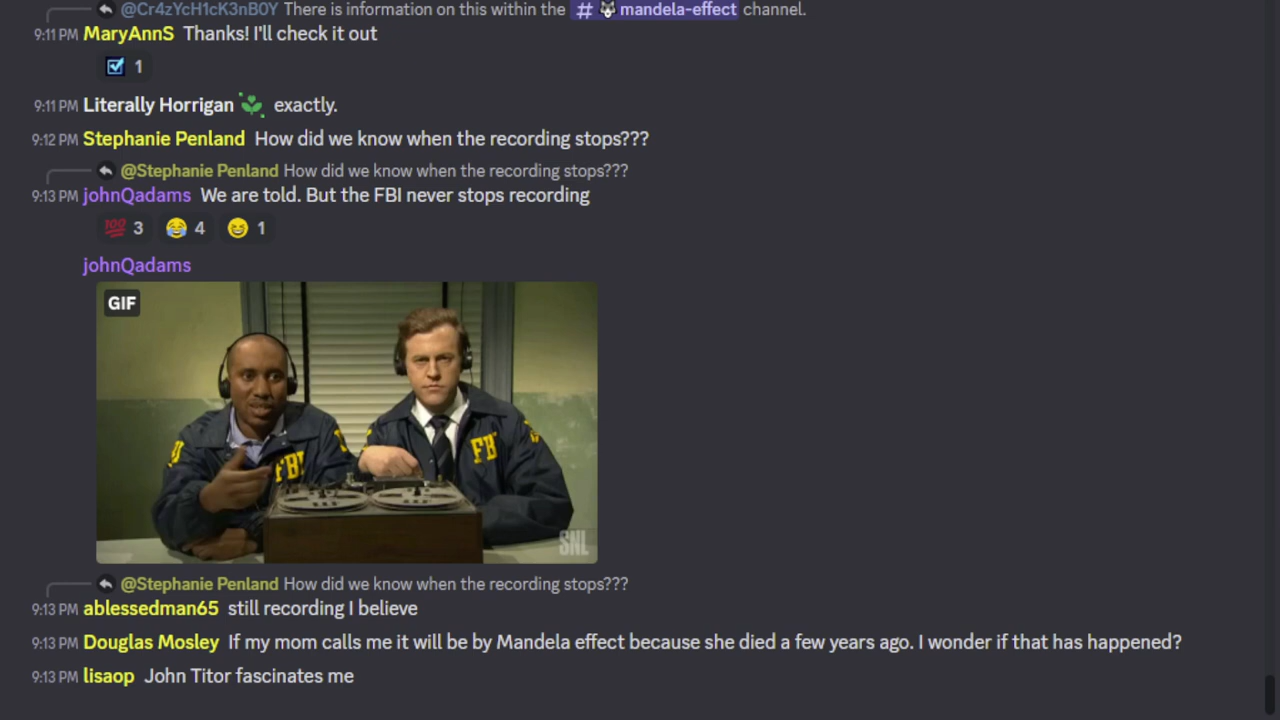 @Cr4zYcH1cK3nB0Y There is information on this within the # mandela-effect channel.
9:11 PM MaryAnnS Thanks! I'll check it out
1
9:11 PM Literally Horrigan exactly.
9:12 PM Stephanie Penland How did we know when the recording stops???
@Stephanie Penland How did we know when the recording stops???
9:13 PM johnQadams We are told. But the FBI never stops recording
💯 3 😂 4 😆 1
johnQadams
GIF
FBI
FB
SNL
@Stephanie Penland How did we know when the recording stops???
9:13 PM ablessedman65 still recording I believe
9:13 PM Douglas Mosley If my mom calls me it will be by Mandela effect because she died a few years ago. I wonder if that has happened?
9:13 PM lisaop John Titor fascinates me